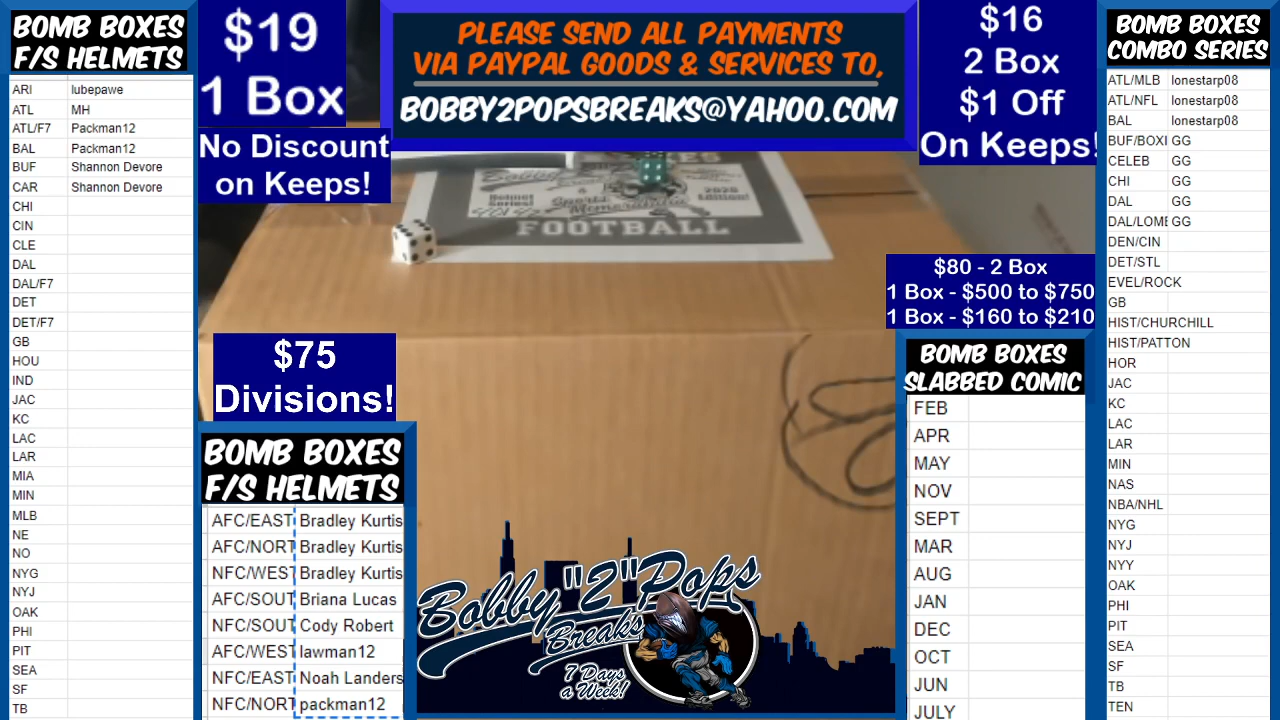 BOMB BOXES
F/S HELMETS
ARI lubepawe
ATL MH
ATL/F7 Packman12
BAL Packman12
BUF Shannon Devore
CAR Shannon Devore
CHI
CIN
CLE
DAL
DAL/F7
DET
DET/F7
GB
HOU
IND
JAC
KC
LAC
LAR
MIA
MIN
MLB
NE
NO
NYG
NYJ
OAK
PHI
PIT
SEA
SF
TB
$19
1 Box
No Discount
on Keeps!
$75
Divisions!
BOMB BOXES
F/S HELMETS
AFC/EAST Bradley Kurtis
AFC/NORT Bradley Kurtis
NFC/WEST Bradley Kurtis
AFC/SOUT Briana Lucas
NFC/SOUT Cody Robert
AFC/WEST lawman12
NFC/EAST Noah Landers
NFC/NORT packman12
PLEASE SEND ALL PAYMENTS
VIA PAYPAL GOODS & SERVICES TO,
BOBBY2POPSBREAKS@YAHOO.COM
Helmet
Series!
Sports
Memorabilia
2020
Edition!
FOOTBALL
Bobby "2" Pops
Breaks
7 Days
a Week!
$16
2 Box
$1 Off
On Keeps!
$80 - 2 Box
1 Box - $500 to $750
1 Box - $160 to $210
BOMB BOXES
SLABBED COMIC
FEB
APR
MAY
NOV
SEPT
MAR
AUG
JAN
DEC
OCT
JUN
JULY
BOMB BOXES
COMBO SERIES
ATL/MLB lonestarp08
ATL/NFL lonestarp08
BAL lonestarp08
BUF/BOXI GG
CELEB GG
CHI GG
DAL GG
DAL/LOME GG
DEN/CIN
DET/STL
EVEL/ROCK
GB
HIST/CHURCHILL
HIST/PATTON
HOR
JAC
KC
LAC
LAR
MIN
NAS
NBA/NHL
NYG
NYJ
NYY
OAK
PHI
PIT
SEA
SF
TB
TEN